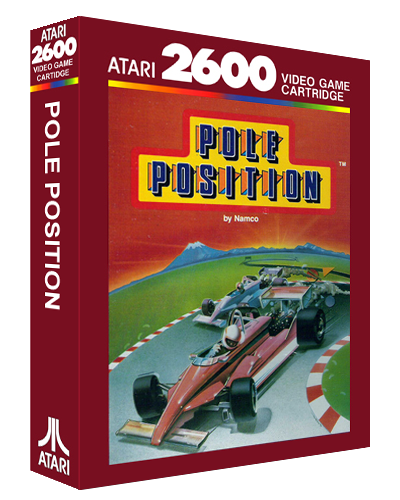 ATARI
2600
VIDEO GAME
CARTRIDGE
POLE POSITION
ATARI
ATARI 2600 VIDEO GAME
CARTRIDGE
POLE
POSITION
TM
by Namco